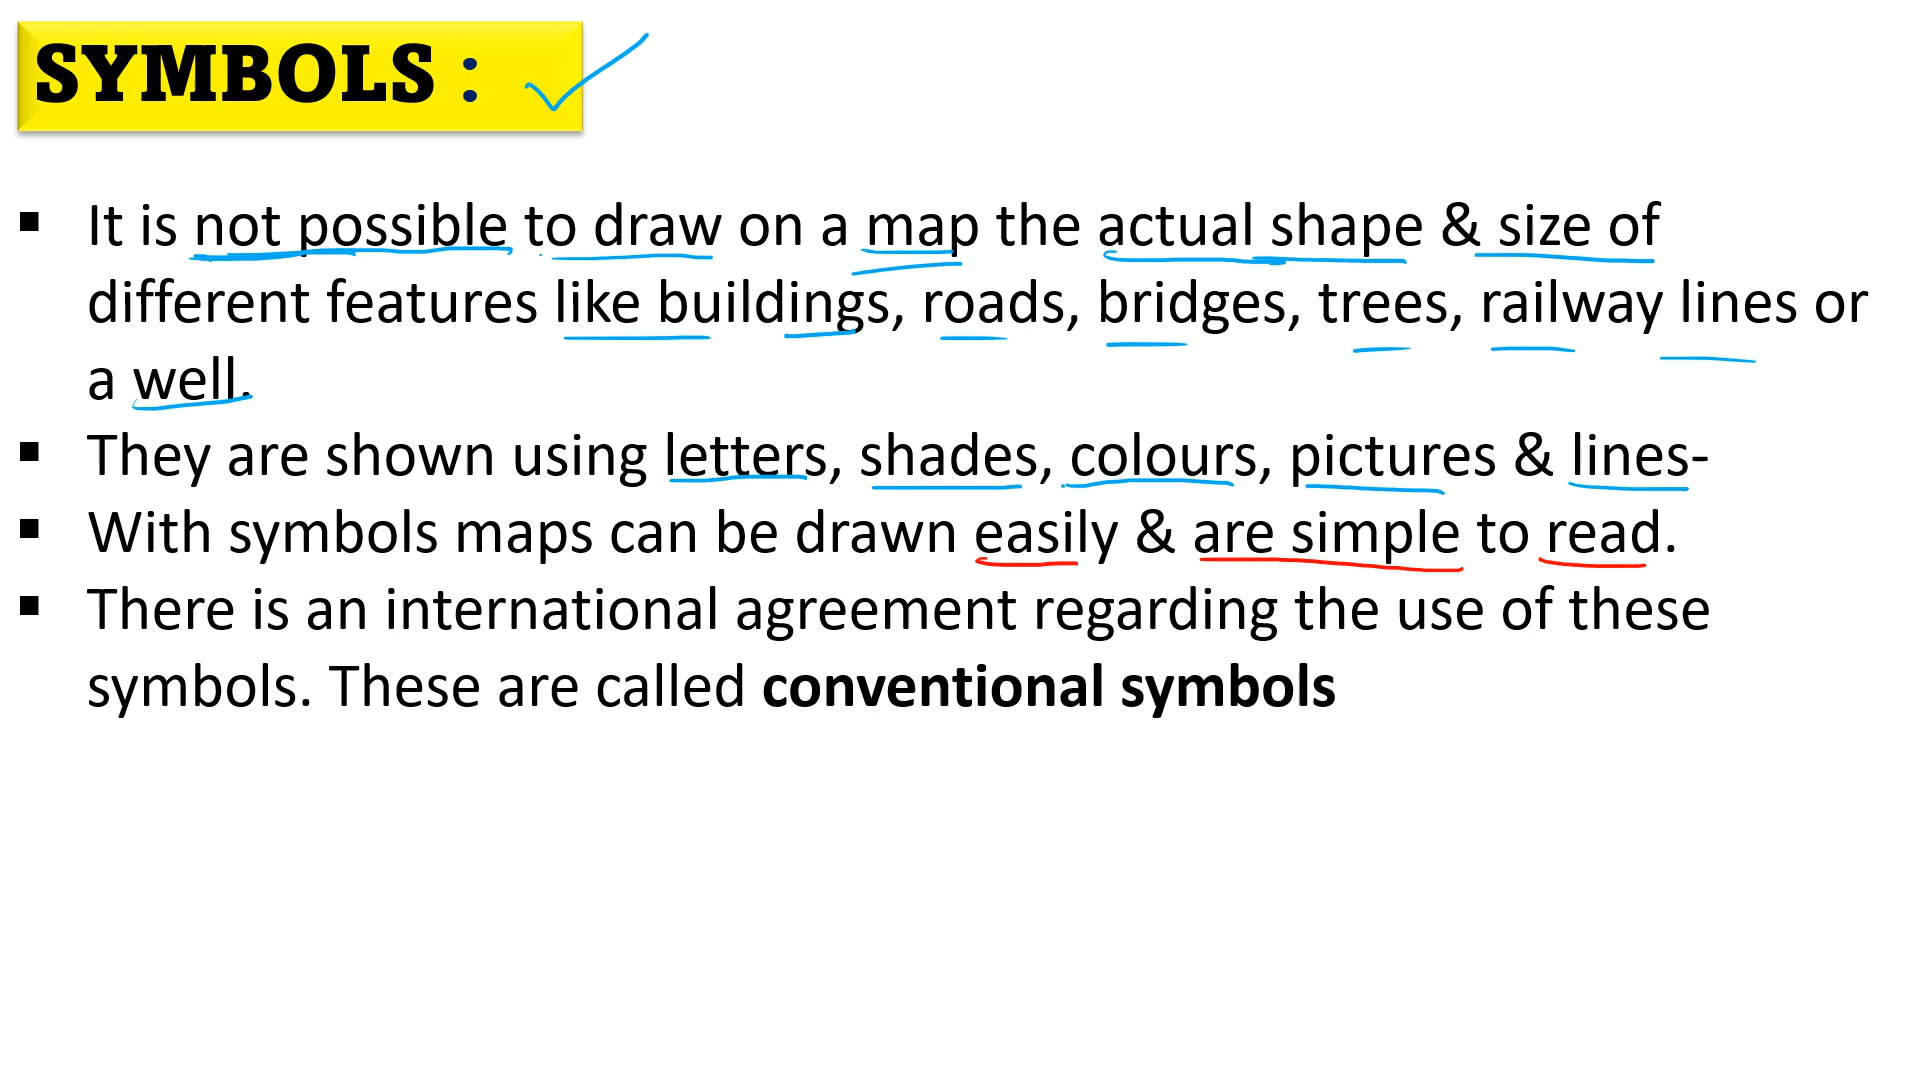 SYMBOLS :
▪ It is not possible to draw on a map the actual shape & size of
different features like buildings, roads, bridges, trees, railway lines or
a well.
▪ They are shown using letters, shades, colours, pictures & lines-
▪ With symbols maps can be drawn easily & are simple to read.
▪ There is an international agreement regarding the use of these
symbols. These are called conventional symbols